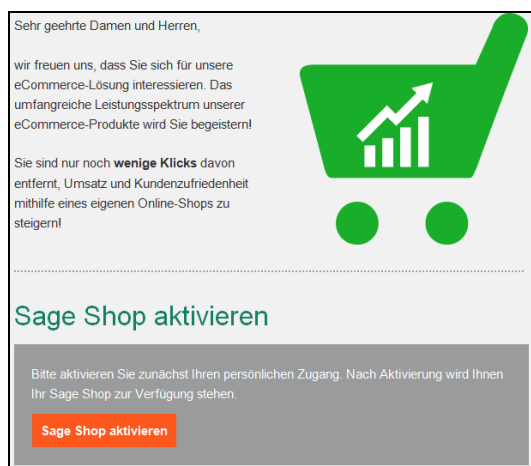 Sehr geehrte Damen und Herren,
wir freuen uns, dass Sie sich für unsere
eCommerce-Lösung interessieren. Das
umfangreiche Leistungsspektrum unserer
eCommerce-Produkte wird Sie begeistern!
Sie sind nur noch wenige Klicks davon
entfernt, Umsatz und Kundenzufriedenheit
mithilfe eines eigenen Online-Shops zu
steigern!
Sage Shop aktivieren
Bitte aktivieren Sie zunächst Ihren persönlichen Zugang. Nach Aktivierung wird Ihnen
Ihr Sage Shop zur Verfügung stehen.
Sage Shop aktivieren